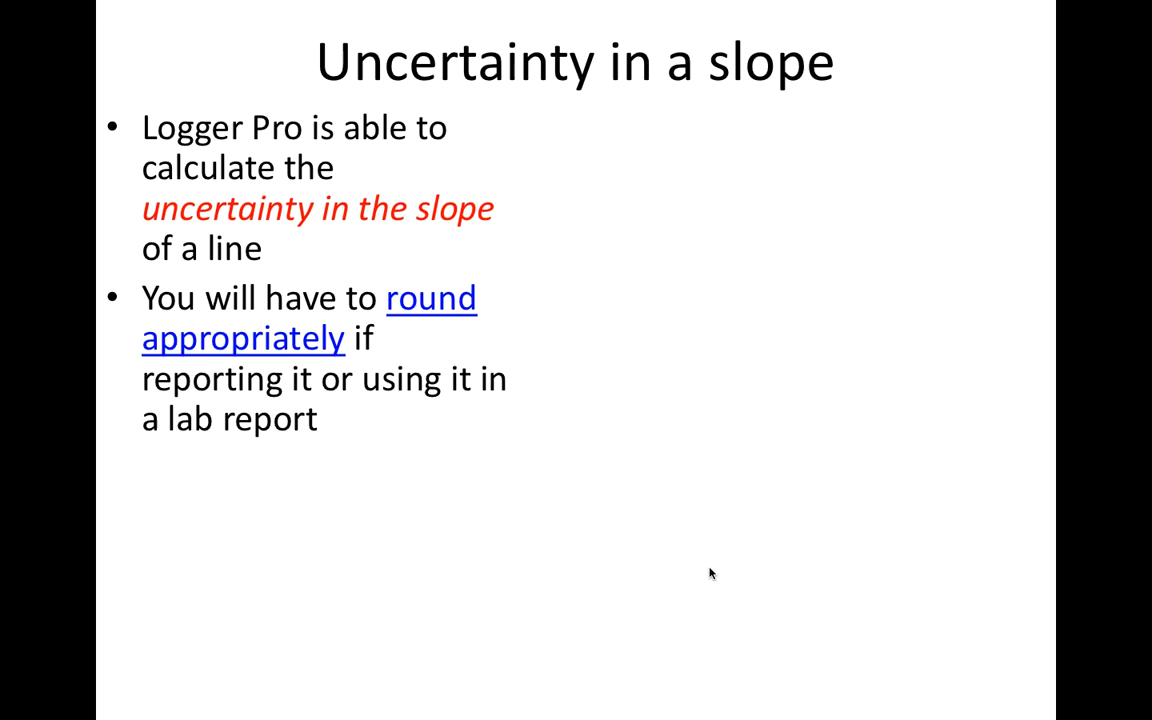 Uncertainty in a slope
• Logger Pro is able to
calculate the
uncertainty in the slope
of a line
• You will have to round
appropriately if
reporting it or using it in
a lab report